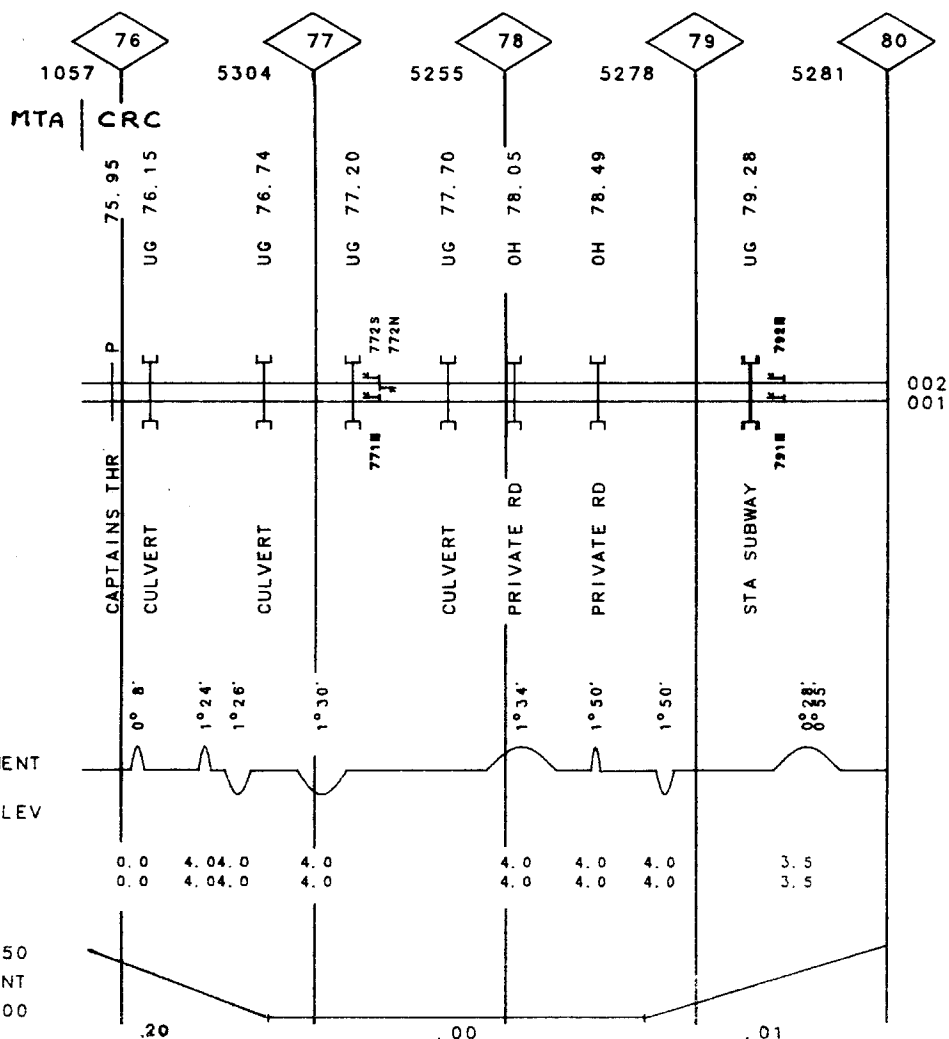 76 77 78 79 80
1057 5304 5255 5278 5281
MTA | CRC
75.95 UG 76.15 UG 76.74 UG 77.20 UG 77.70 OH 78.05 OH 78.49 UG 79.28
P 772S 772N
002
001
771N 791N
CAPTAINS THR CULVERT CULVERT CULVERT PRIVATE RD PRIVATE RD STA SUBWAY
0° 8' 1°24' 1°26' 1°30' 1°34' 1°50' 1°50' 0°28' 0°55'
ENT
LEV
0.0 4.0 4.0 4.0 4.0 4.0 4.0 3.5
0.0 4.0 4.0 4.0 4.0 4.0 4.0 3.5
50
NT
00
.20 .00 .01